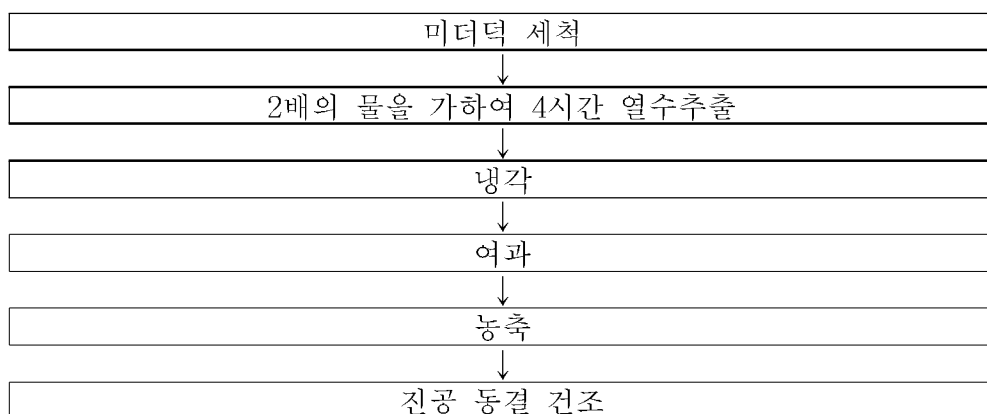 미더덕 세척
2배의 물을 가하여 4시간 열수추출
냉각
여과
농축
진공 동결 건조